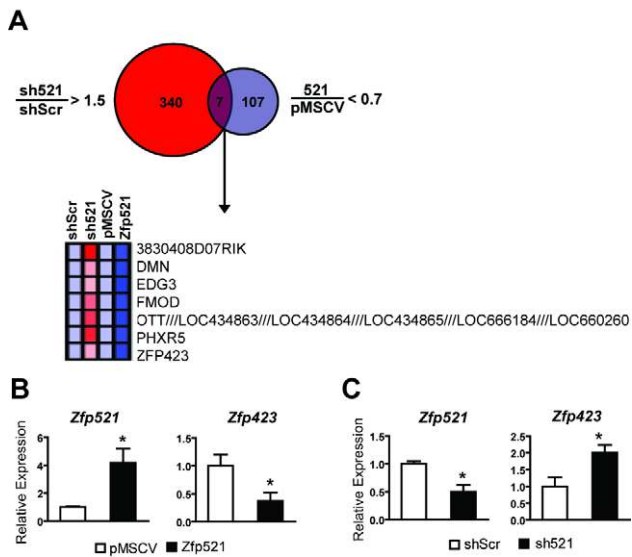 A
sh521
shScr
> 1.5
340
7
107
521
pMSCV
< 0.7
shScr
sh521
pMSCV
Zfp521
3830408D07RIK
DMN
EDG3
FMOD
OTT///LOC434863///LOC434864///LOC434865///LOC666184///LOC660260
PHXR5
ZFP423
B
Zfp521
Zfp423
Relative Expression
6
4
2
0
*
1.5
1.0
0.5
0.0
*
pMSCV
Zfp521
C
Zfp521
Zfp423
Relative Expression
1.5
1.0
0.5
0.0
*
2.5
2.0
1.5
1.0
0.5
0.0
*
shScr
sh521